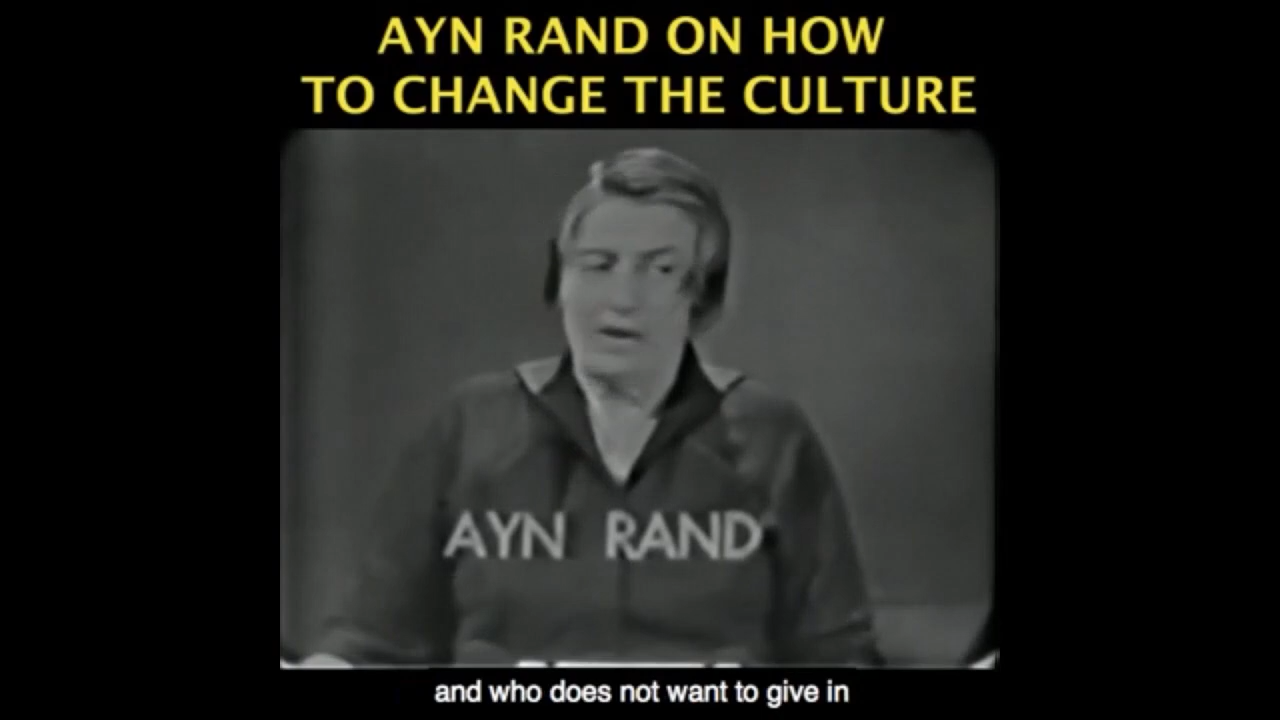 AYN RAND ON HOW
TO CHANGE THE CULTURE
AYN RAND
and who does not want to give in